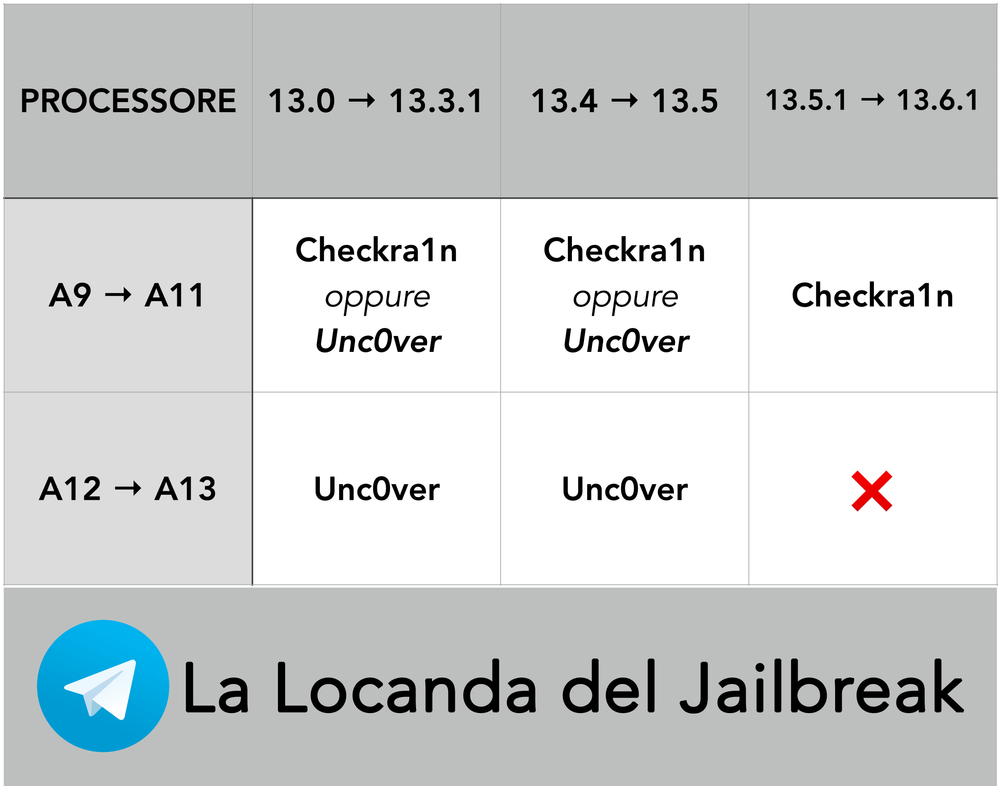 PROCESSORE 13.0 → 13.3.1 13.4 → 13.5 13.5.1 → 13.6.1
A9 → A11
Checkra1n
oppure
Unc0ver
Checkra1n
oppure
Unc0ver
Checkra1n
A12 → A13 Unc0ver Unc0ver ❌
La Locanda del Jailbreak